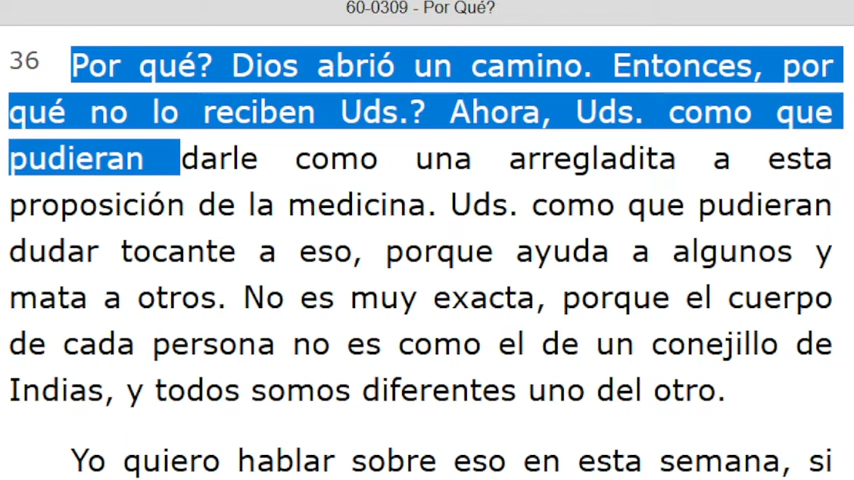 60-0309 - Por Qué?
36 Por qué? Dios abrió un camino. Entonces, por
qué no lo reciben Uds.? Ahora, Uds. como que
pudieran darle como una arregladita a esta
proposición de la medicina. Uds. como que pudieran
dudar tocante a eso, porque ayuda a algunos y
mata a otros. No es muy exacta, porque el cuerpo
de cada persona no es como el de un conejillo de
Indias, y todos somos diferentes uno del otro.
Yo quiero hablar sobre eso en esta semana, si